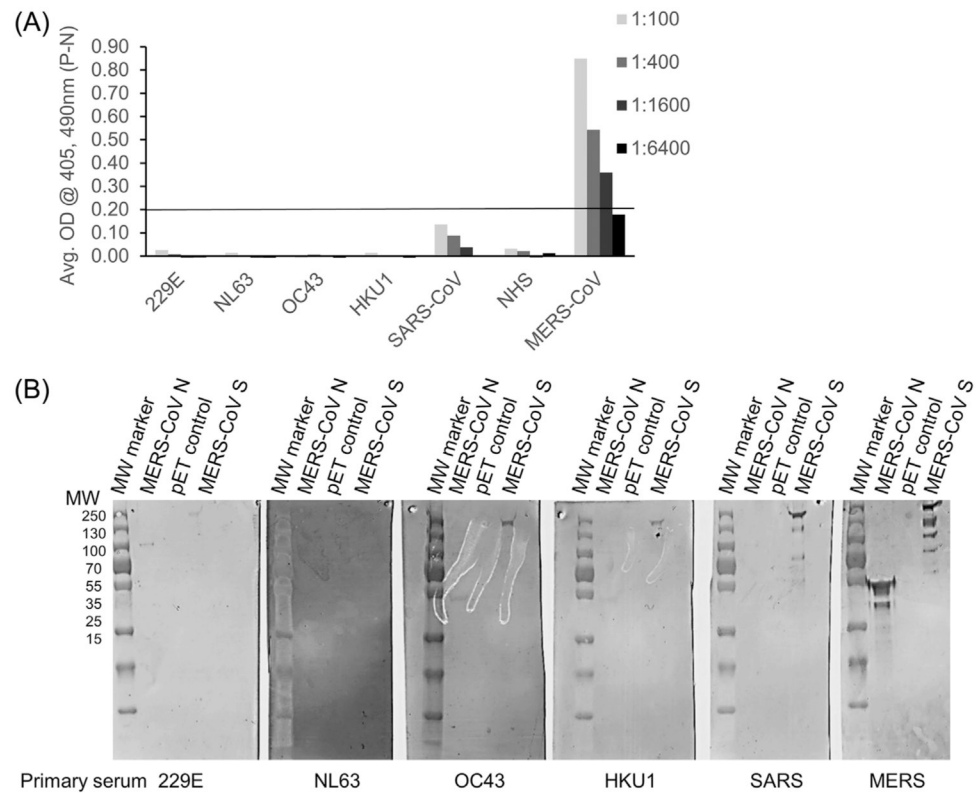 (A)
Avg. OD @ 405, 490nm (P-N)
0.90
0.80
0.70
0.60
0.50
0.40
0.30
0.20
0.10
0.00
229E
NL63
OC43
HKU1
SARS-CoV
NHS
MERS-CoV
1:100
1:400
1:1600
1:6400
(B)
MW marker
MERS-CoV N
pET control
MERS-CoV S
MW marker
MERS-CoV N
pET control
MERS-CoV S
MW marker
MERS-CoV N
pET control
MERS-CoV S
MW marker
MERS-CoV N
pET control
MERS-CoV S
MW marker
MERS-CoV N
pET control
MERS-CoV S
MW marker
MERS-CoV N
pET control
MERS-CoV S
MW
250
130
100
70
55
35
25
15
Primary serum 229E NL63 OC43 HKU1 SARS MERS